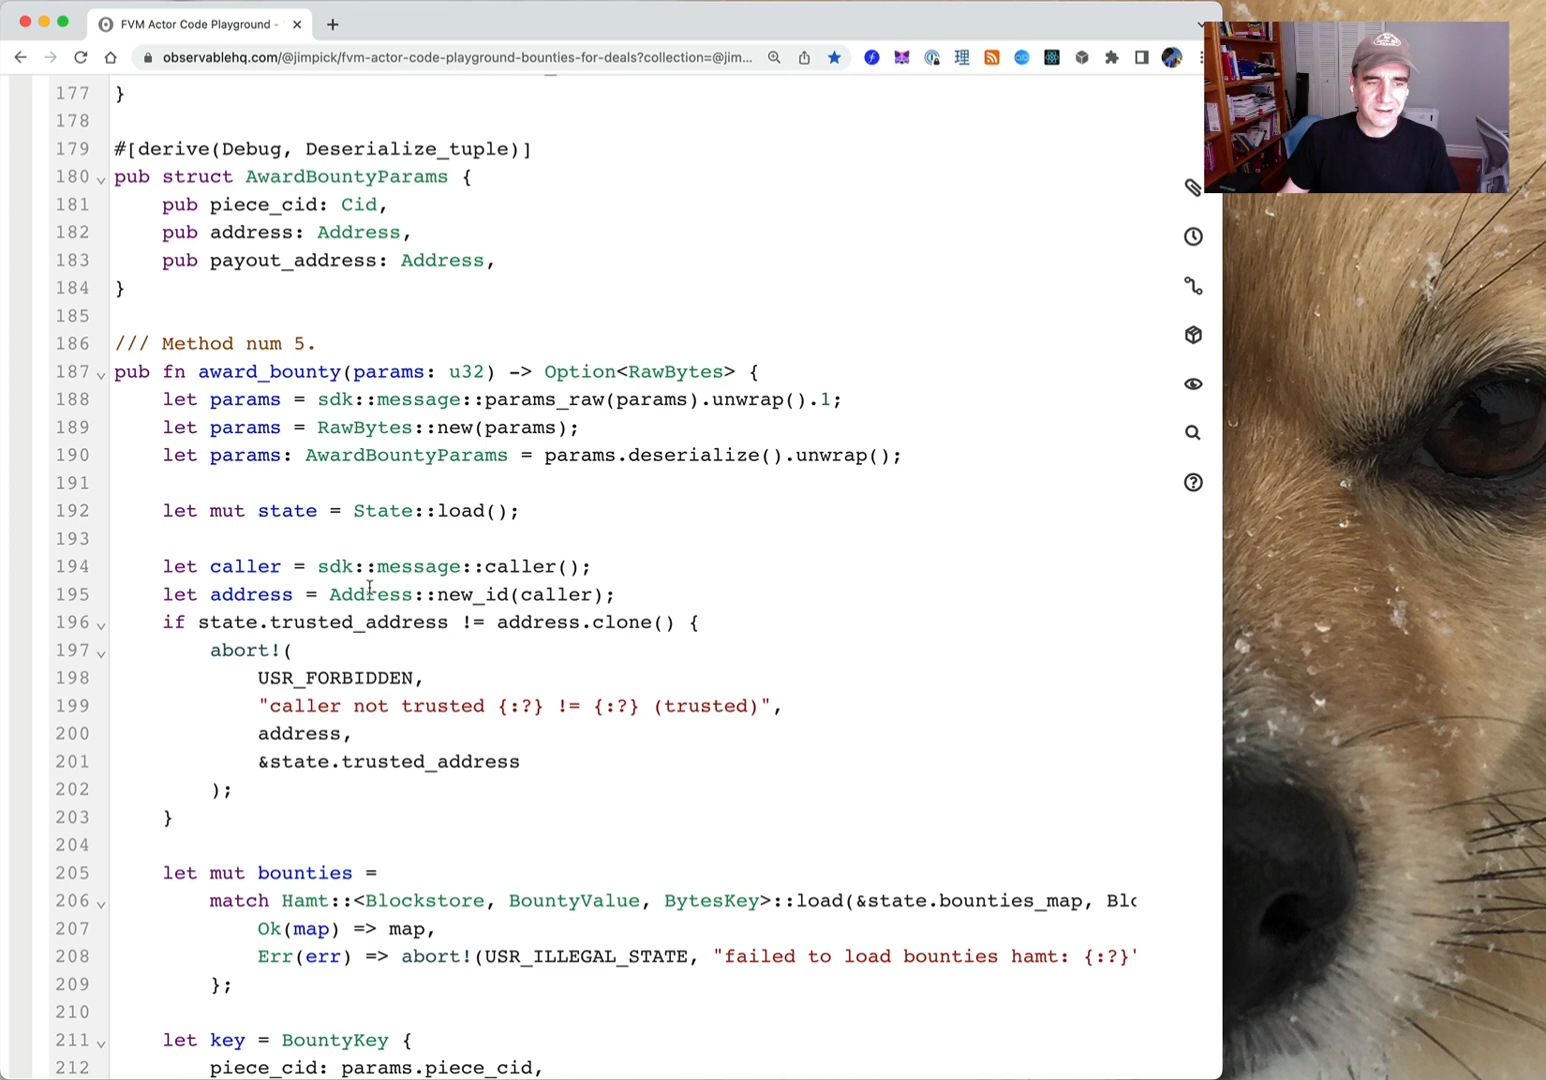 FVM Actor Code Playground -
observablehq.com/@jimpick/fvm-actor-code-playground-bounties-for-deals?collection=@jim...
177 }
178
179 #[derive(Debug, Deserialize_tuple)]
180 pub struct AwardBountyParams {
181 pub piece_cid: Cid,
182 pub address: Address,
183 pub payout_address: Address,
184 }
185
186 /// Method num 5.
187 pub fn award_bounty(params: u32) -> Option<RawBytes> {
188 let params = sdk::message::params_raw(params).unwrap().1;
189 let params = RawBytes::new(params);
190 let params: AwardBountyParams = params.deserialize().unwrap();
191
192 let mut state = State::load();
193
194 let caller = sdk::message::caller();
195 let address = Address::new_id(caller);
196 if state.trusted_address != address.clone() {
197 abort!(
198 USR_FORBIDDEN,
199 "caller not trusted {:?} != {:?} (trusted)",
200 address,
201 &state.trusted_address
202 );
203 }
204
205 let mut bounties =
206 match Hamt::<Blockstore, BountyValue, BytesKey>::load(&state.bounties_map, Blo
207 Ok(map) => map,
208 Err(err) => abort!(USR_ILLEGAL_STATE, "failed to load bounties hamt: {:?}"
209 };
210
211 let key = BountyKey {
212 piece_cid: params.piece_cid,